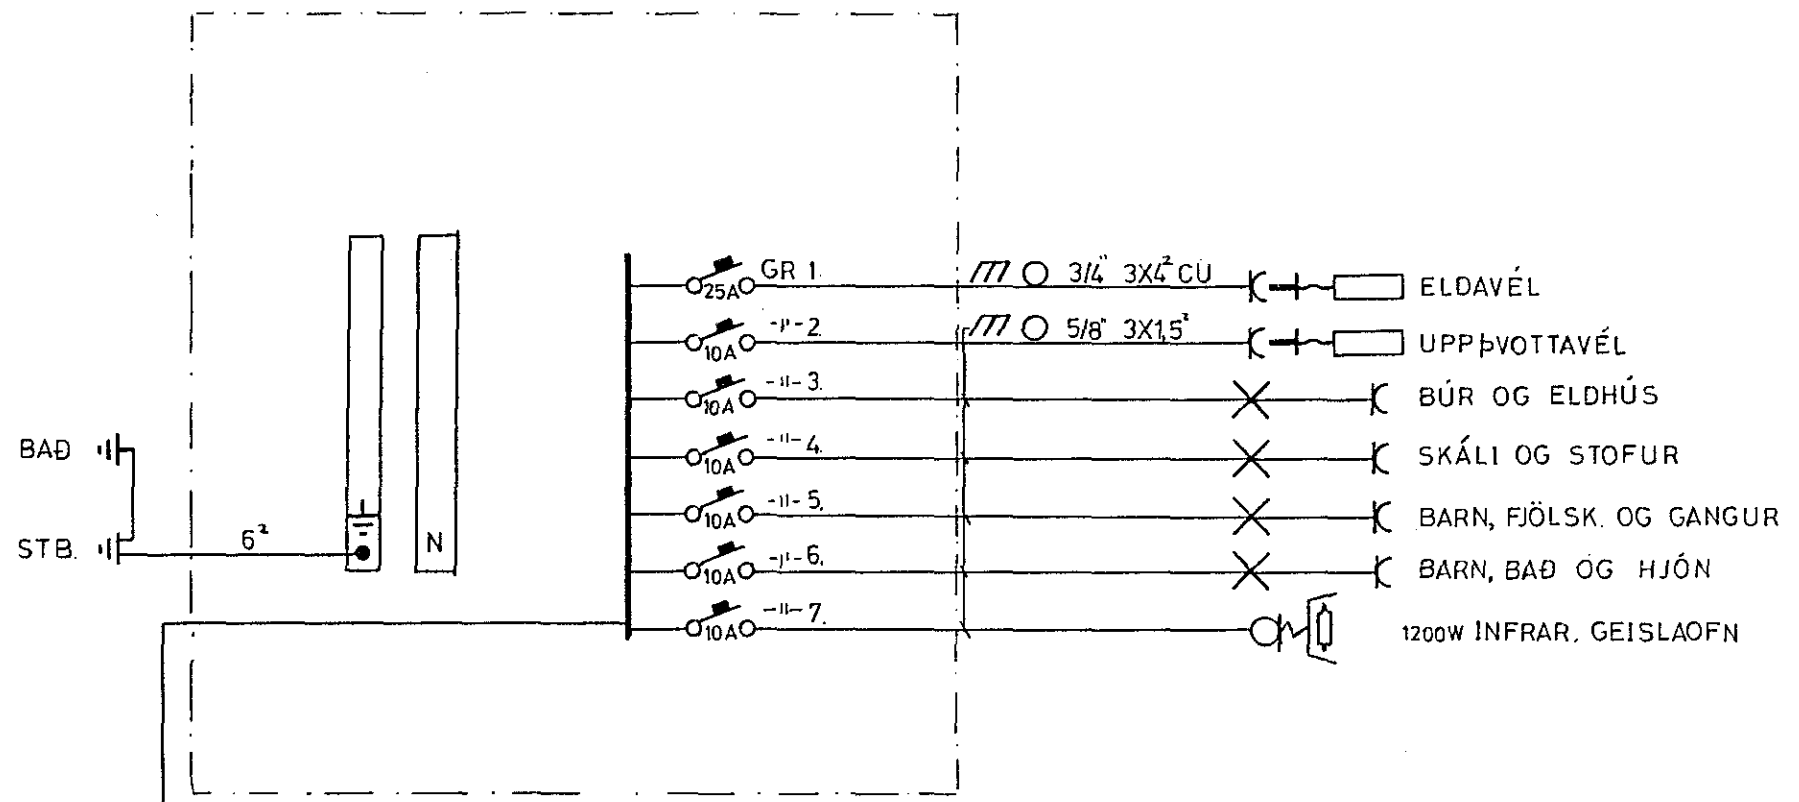 GR 1. 3/4" 3X4² CU ELDAVÉL
25A
-"-2. 5/8" 3X1,5² UPPÞVOTTAVÉL
10A
-"-3. BÚR OG ELDHÚS
10A
BAÐ -"-4. SKÁLI OG STOFUR
10A
-"-5. BARN, FJÖLSK. OG GANGUR
10A
STB. 6² N -"-6. BARN, BAÐ OG HJÓN
10A
-"-7. 1200W INFRAR. GEISLAOFN
10A